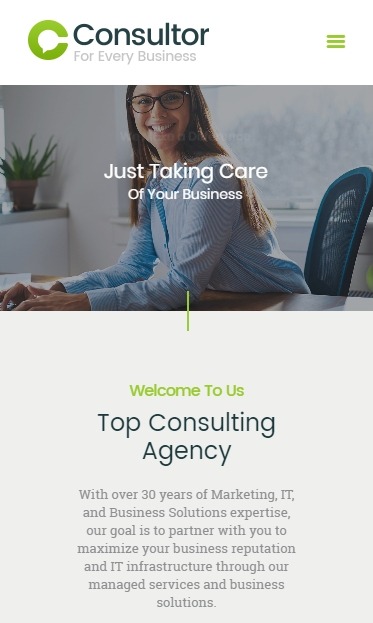 Consultor
For Every Business
Just Taking Care
Of Your Business
Welcome To Us
Top Consulting
Agency
With over 30 years of Marketing, IT,
and Business Solutions expertise,
our goal is to partner with you to
maximize your business reputation
and IT infrastructure through our
managed services and business
solutions.